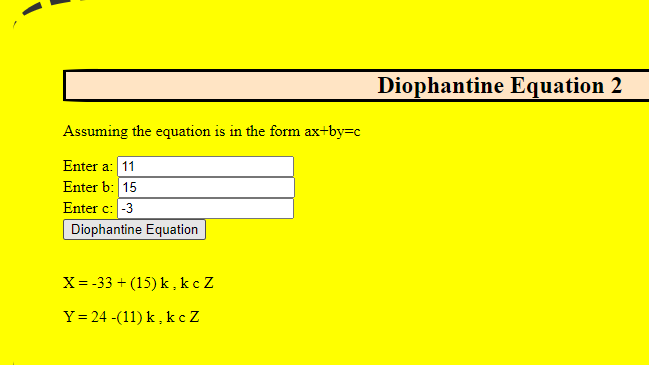 Diophantine Equation 2
Assuming the equation is in the form ax+by=c
Enter a: 11
Enter b: 15
Enter c: -3
Diophantine Equation
X = -33 + (15) k , k c Z
Y = 24 -(11) k , k c Z